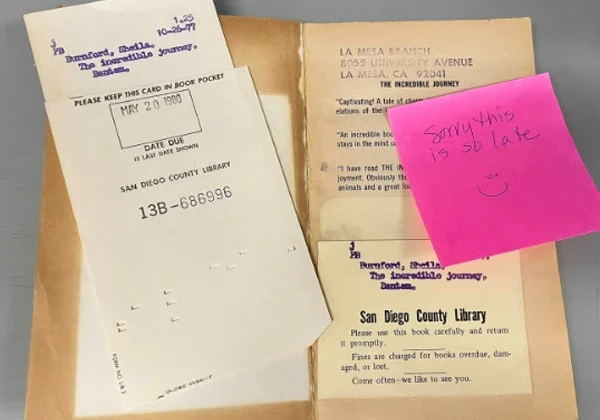 1.25
10-26-77
j
PB
Burnford, Sheila.
The incredible journey.
Bantam.
PLEASE KEEP THIS CARD IN BOOK POCKET
MAY 20 1980
DATE DUE
IS LAST DATE SHOWN
SAN DIEGO COUNTY LIBRARY
13B-686996
LA MESA BRANCH
8055 UNIVERSITY AVENUE
LA MESA, CA 92041
THE INCREDIBLE JOURNEY
"Captivating! A tale of
elations of the
"An incredible
stays in the mind
"I have read THE
joyment. Obviously
animals and a great
Sorry this
is so late
j
PB
Burnford, Sheila.
The incredible journey.
Bantam.
San Diego County Library
Please use this book carefully and return
it promptly.
Fines are charged for books overdue, dam-
aged, or lost.
Come often—we like to see you.